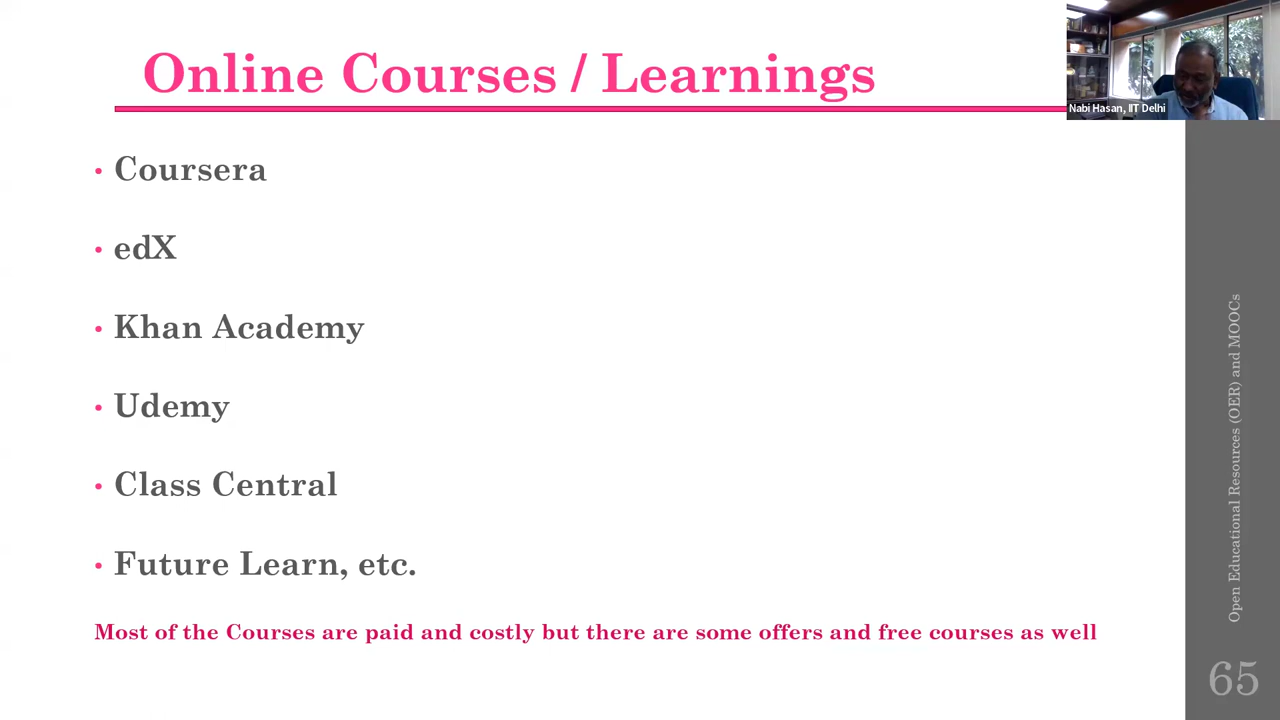 Online Courses / Learnings
Nabi Hasan, IIT Delhi
• Coursera
• edX
• Khan Academy
• Udemy
• Class Central
• Future Learn, etc.
Most of the Courses are paid and costly but there are some offers and free courses as well
Open Educational Resources (OER) and MOOCs
65